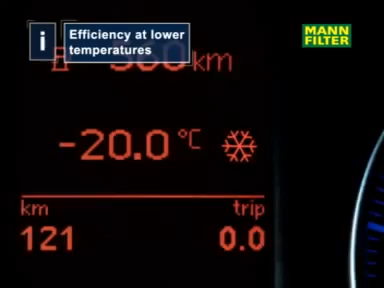 i
Efficiency at lower
temperatures
MANN
FILTER
km
-20.0 °C
km trip
121 0.0